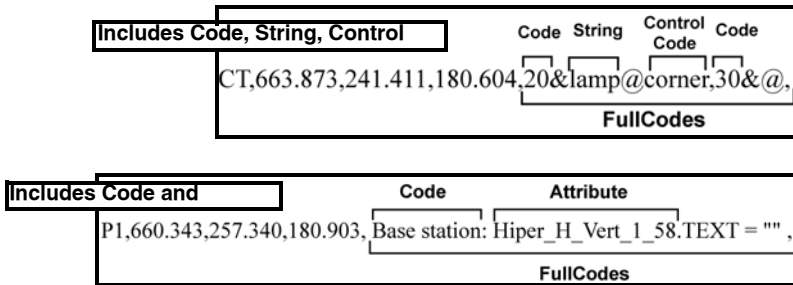 Includes Code, String, Control
Code String Control Code Code
CT,663.873,241.411,180.604,20&lamp@corner,30&@,
FullCodes
Includes Code and
Code Attribute
P1,660.343,257.340,180.903, Base station: Hiper_H_Vert_1_58.TEXT = "" ,
FullCodes